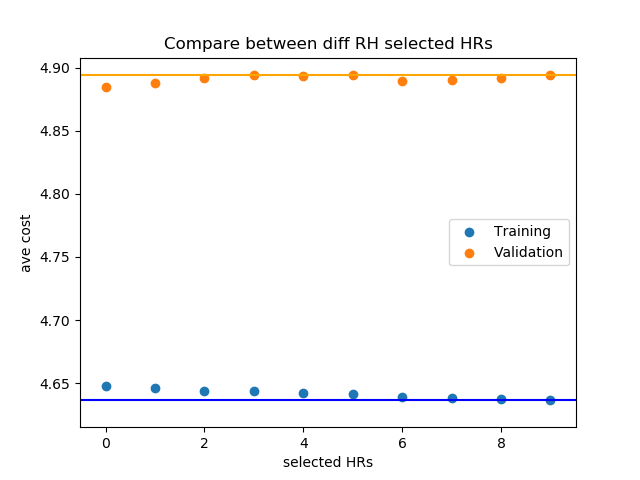 Compare between diff RH selected HRs
4.90
4.85
4.80
4.75
4.70
4.65
ave cost
Training
Validation
0 2 4 6 8
selected HRs